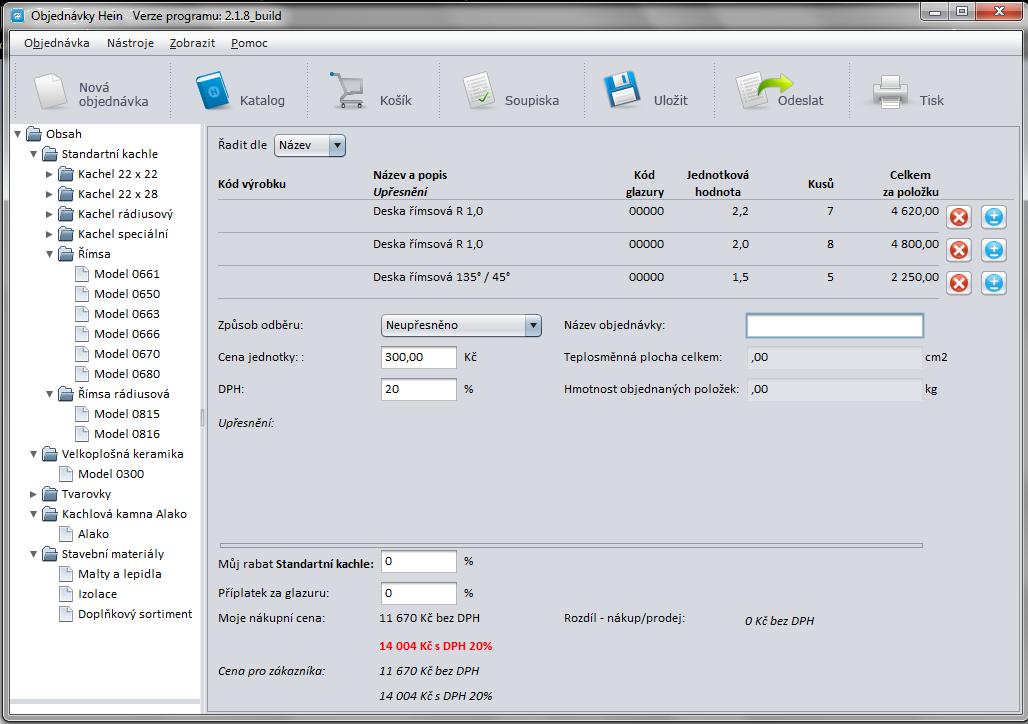 Objednávky Hein   Verze programu: 2.1.8_build
Objednávka Nástroje Zobrazit Pomoc
Nová
objednávka
Katalog
Košík
Soupiska
Uložit
Odeslat
Tisk
Obsah
Standartní kachle
Kachel 22 x 22
Kachel 22 x 28
Kachel rádiusový
Kachel speciální
Římsa
Model 0661
Model 0650
Model 0663
Model 0666
Model 0670
Model 0680
Římsa rádiusová
Model 0815
Model 0816
Velkoplošná keramika
Model 0300
Tvarovky
Kachlová kamna Alako
Alako
Stavební materiály
Malty a lepidla
Izolace
Doplňkový sortiment
Řadit dle Název
Kód výrobku
Název a popis
Upřesnění
Kód
glazury
Jednotková
hodnota
Kusů
Celkem
za položku
Deska římsová R 1,0 00000 2,2 7 4 620,00
Deska římsová R 1,0 00000 2,0 8 4 800,00
Deska římsová 135° / 45° 00000 1,5 5 2 250,00
Způsob odběru: Neupřesněno Název objednávky:
Cena jednotky: : 300,00 Kč Teplosměnná plocha celkem: ,00 cm2
DPH: 20 % Hmotnost objednaných položek: ,00 kg
Upřesnění:
Můj rabat Standartní kachle: 0 %
Příplatek za glazuru: 0 %
Moje nákupní cena: 11 670 Kč bez DPH Rozdíl - nákup/prodej: 0 Kč bez DPH
14 004 Kč s DPH 20%
Cena pro zákazníka: 11 670 Kč bez DPH
14 004 Kč s DPH 20%